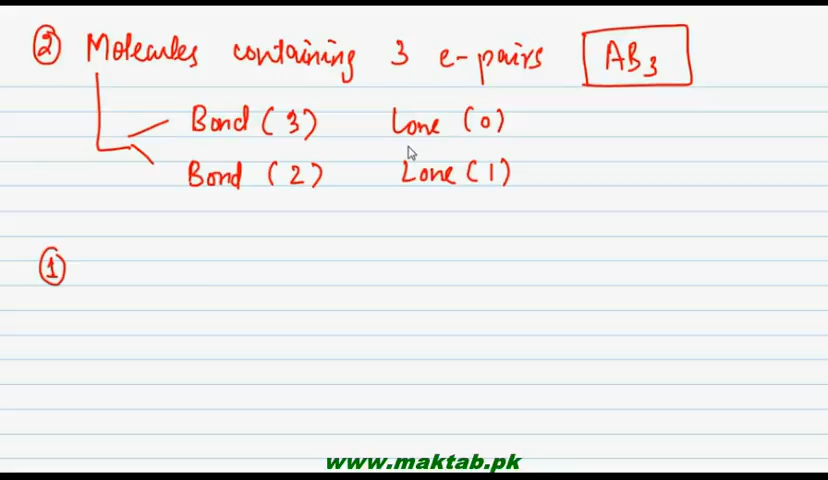 ② Molecules containing 3 e-pairs AB₃
Bond (3) Lone (0)
Bond (2) Lone (1)
①
www.maktab.pk